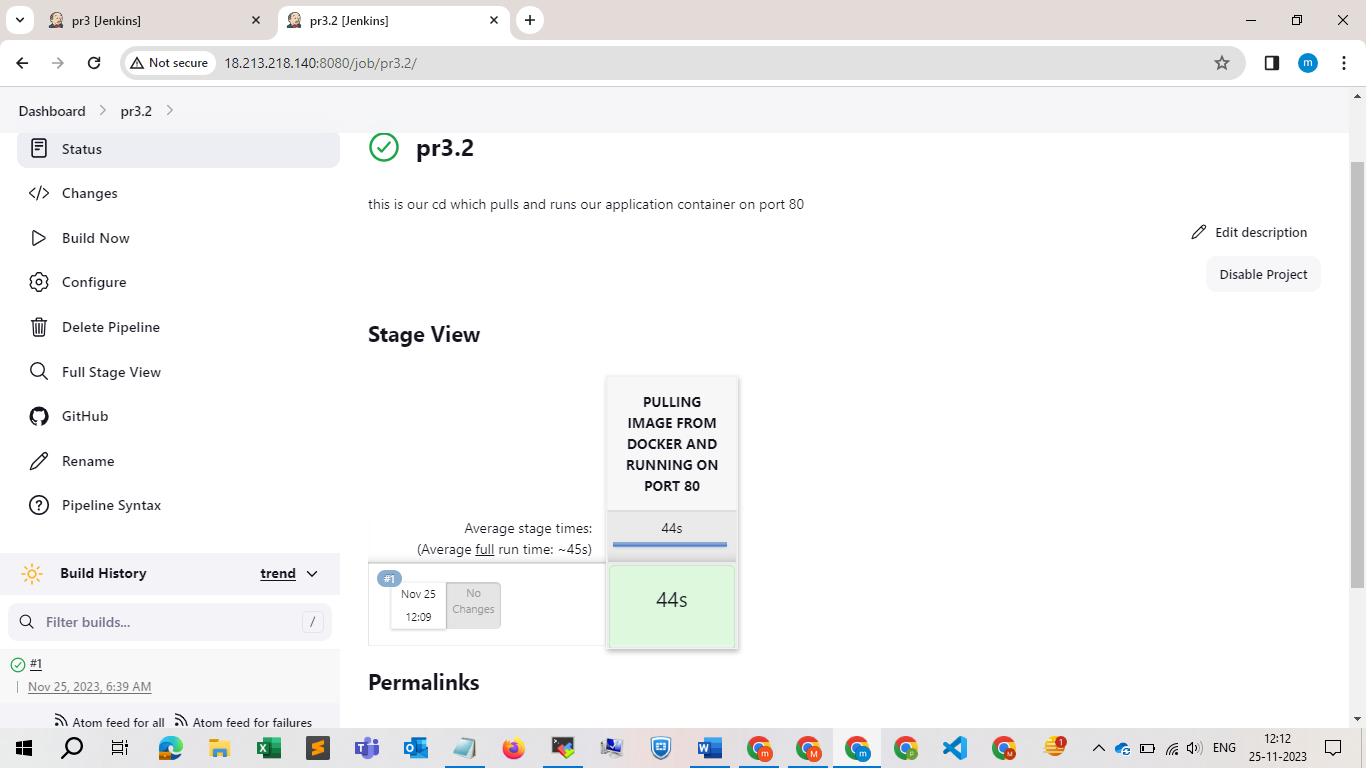 pr3 [Jenkins]
pr3.2 [Jenkins]
Not secure
18.213.218.140:8080/job/pr3.2/
m
Dashboard
pr3.2
Status
Changes
Build Now
Configure
Delete Pipeline
Full Stage View
GitHub
Rename
Pipeline Syntax
Build History
trend
Filter builds...
/
#1
Nov 25, 2023, 6:39 AM
Atom feed for all
Atom feed for failures
pr3.2
this is our cd which pulls and runs our application container on port 80
Edit description
Disable Project
Stage View
PULLING
IMAGE FROM
DOCKER AND
RUNNING ON
PORT 80
Average stage times:
(Average full run time: ~45s)
44s
#1
Nov 25
12:09
No
Changes
44s
Permalinks
ENG
12:12
25-11-2023